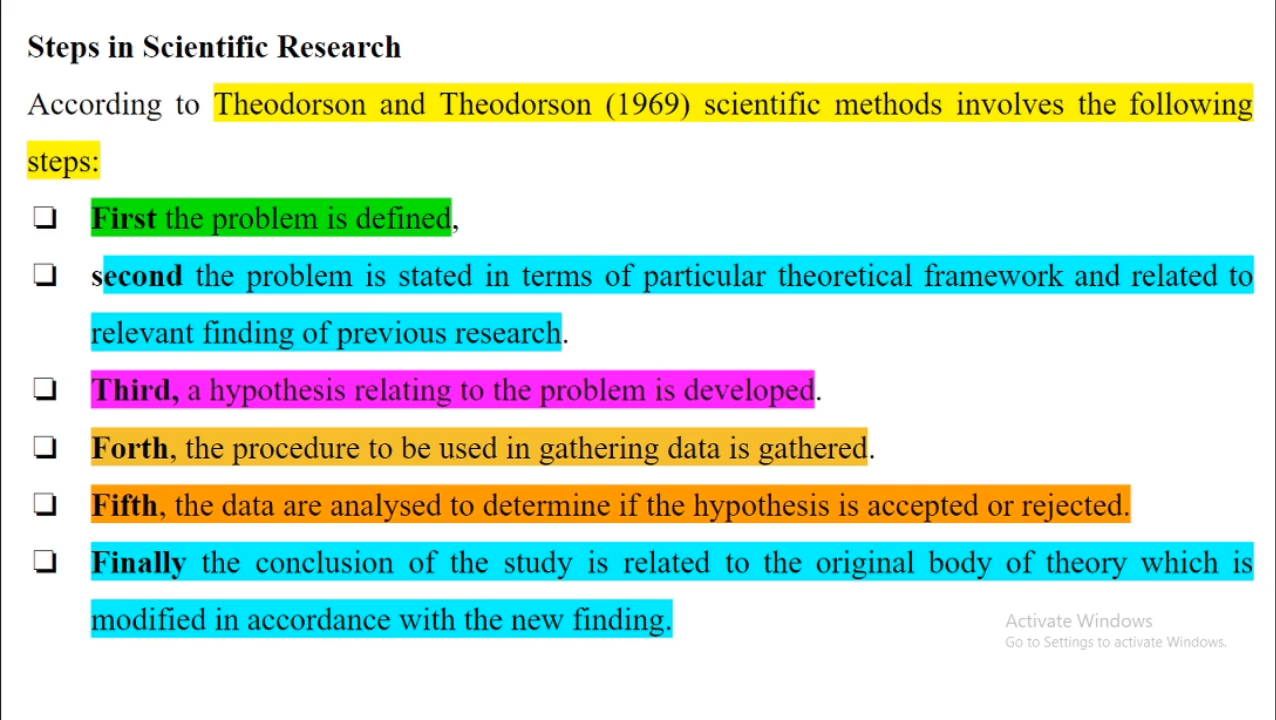 Steps in Scientific Research
According to Theodorson and Theodorson (1969) scientific methods involves the following
steps:
❑ First the problem is defined,
❑ second the problem is stated in terms of particular theoretical framework and related to
relevant finding of previous research.
❑ Third, a hypothesis relating to the problem is developed.
❑ Forth, the procedure to be used in gathering data is gathered.
❑ Fifth, the data are analysed to determine if the hypothesis is accepted or rejected.
❑ Finally the conclusion of the study is related to the original body of theory which is
modified in accordance with the new finding.
Activate Windows
Go to Settings to activate Windows.